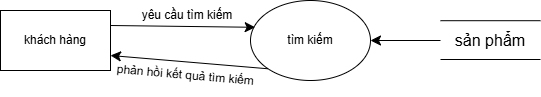 yêu cầu tìm kiếm
khách hàng
tìm kiếm
sản phẩm
phản hồi kết quả tìm kiếm